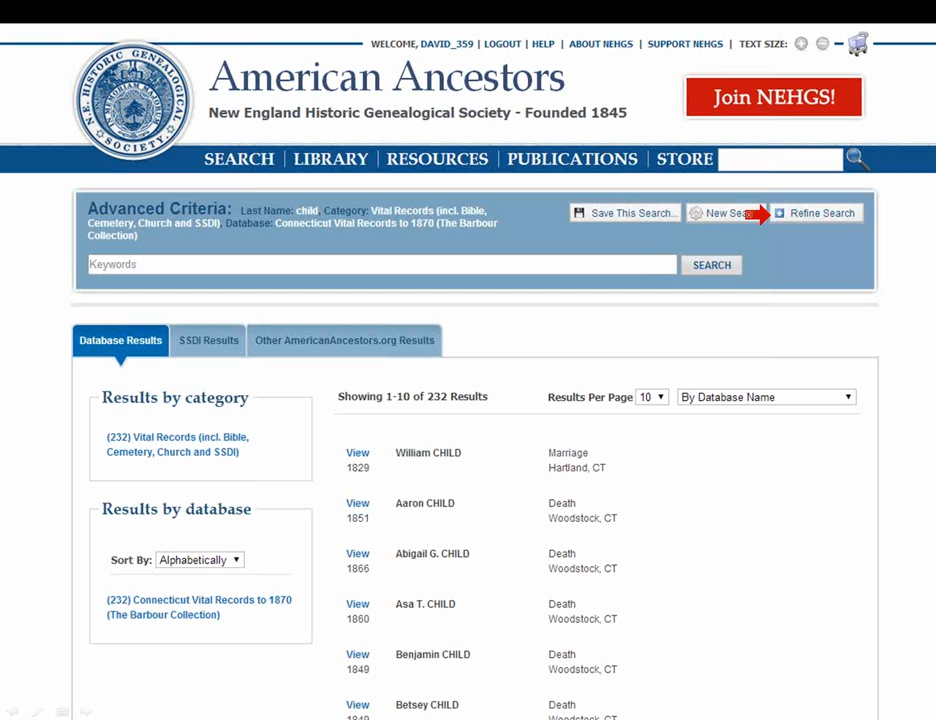 WELCOME, DAVID_359 | LOGOUT | HELP | ABOUT NEHGS | SUPPORT NEHGS | TEXT SIZE:
N.E. HISTORIC GENEALOGICAL SOCIETY
American Ancestors
New England Historic Genealogical Society - Founded 1845
Join NEHGS!
SEARCH | LIBRARY | RESOURCES | PUBLICATIONS | STORE
Advanced Criteria: Last Name: child, Category: Vital Records (incl. Bible,
Cemetery, Church and SSDI), Database: Connecticut Vital Records to 1870 (The Barbour
Collection)
Save This Search...
New
Refine Search
Keywords
SEARCH
Database Results
SSDI Results
Other AmericanAncestors.org Results
Results by category
(232) Vital Records (incl. Bible,
Cemetery, Church and SSDI)
Results by database
Sort By: Alphabetically
(232) Connecticut Vital Records to 1870
(The Barbour Collection)
Showing 1-10 of 232 Results
Results Per Page 10
By Database Name
View William CHILD Marriage
1829 Hartland, CT
View Aaron CHILD Death
1851 Woodstock, CT
View Abigail G. CHILD Death
1866 Woodstock, CT
View Asa T. CHILD Death
1860 Woodstock, CT
View Benjamin CHILD Death
1849 Woodstock, CT
View Betsey CHILD Death